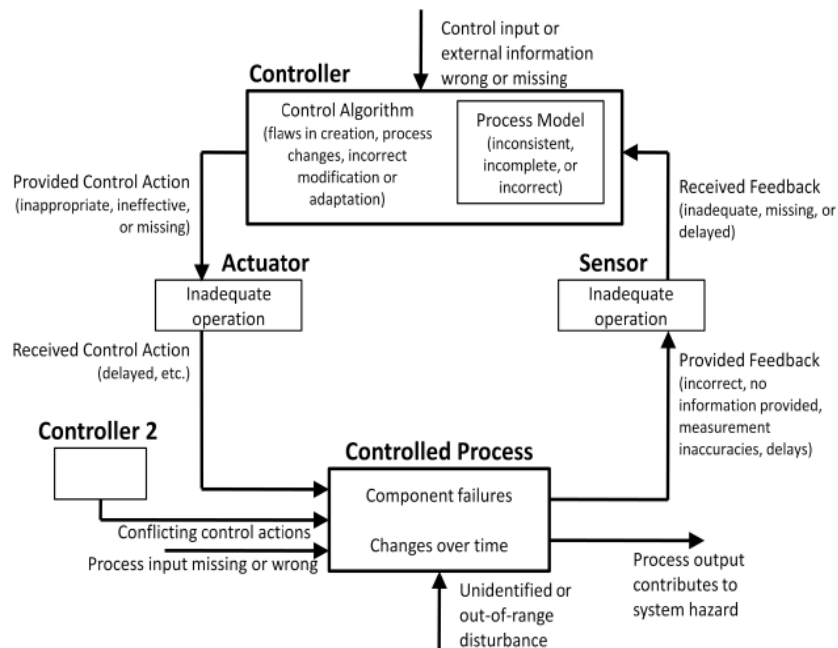 Control input or
external information
wrong or missing
Controller
Control Algorithm
(flaws in creation, process
changes, incorrect
modification or
adaptation)
Process Model
(inconsistent,
incomplete, or
incorrect)
Provided Control Action
(inappropriate, ineffective,
or missing)
Received Feedback
(inadequate, missing, or
delayed)
Actuator
Inadequate
operation
Sensor
Inadequate
operation
Received Control Action
(delayed, etc.)
Provided Feedback
(incorrect, no
information provided,
measurement
inaccuracies, delays)
Controller 2
Controlled Process
Component failures
Changes over time
Conflicting control actions
Process input missing or wrong
Unidentified or
out-of-range
disturbance
Process output
contributes to
system hazard